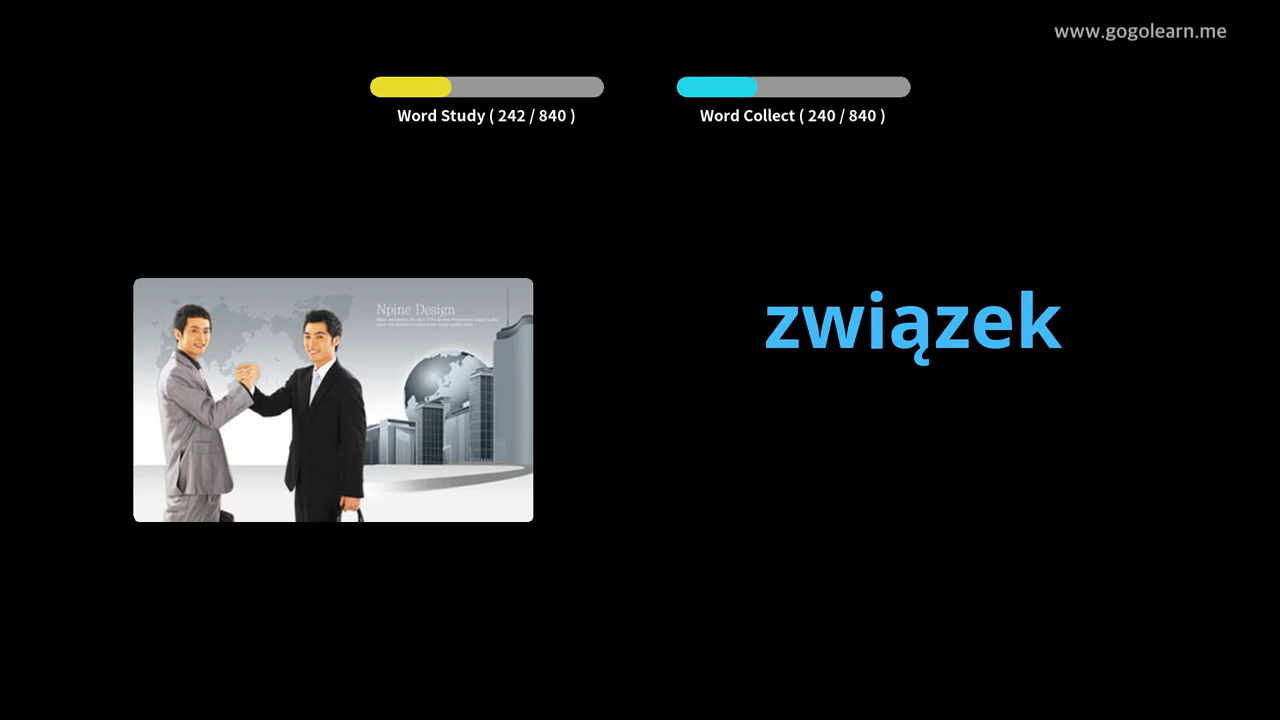 www.gogolearn.me
Word Study ( 242 / 840 )
Word Collect ( 240 / 840 )
Npine Design
związek